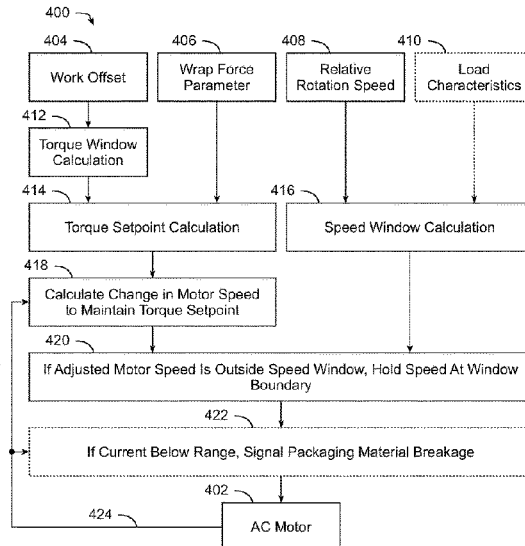 400
404
406
408
410
Work Offset
Wrap Force
Parameter
Relative
Rotation Speed
Load
Characteristics
412
Torque Window
Calculation
414
416
Torque Setpoint Calculation
Speed Window Calculation
418
Calculate Change in Motor Speed
to Maintain Torque Setpoint
420
If Adjusted Motor Speed Is Outside Speed Window, Hold Speed At Window
Boundary
422
If Current Below Range, Signal Packaging Material Breakage
402
424
AC Motor